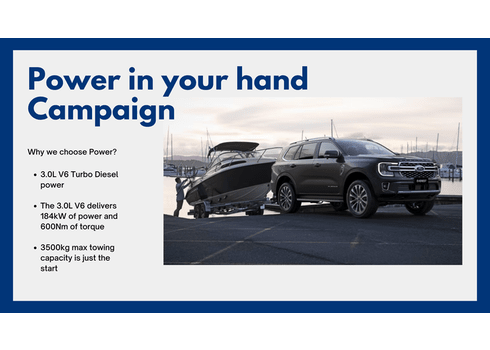 Power in your hand
Campaign
Why we choose Power?
• 3.0L V6 Turbo Diesel
power
• The 3.0L V6 delivers
184kW of power and
600Nm of torque
• 3500kg max towing
capacity is just the
start